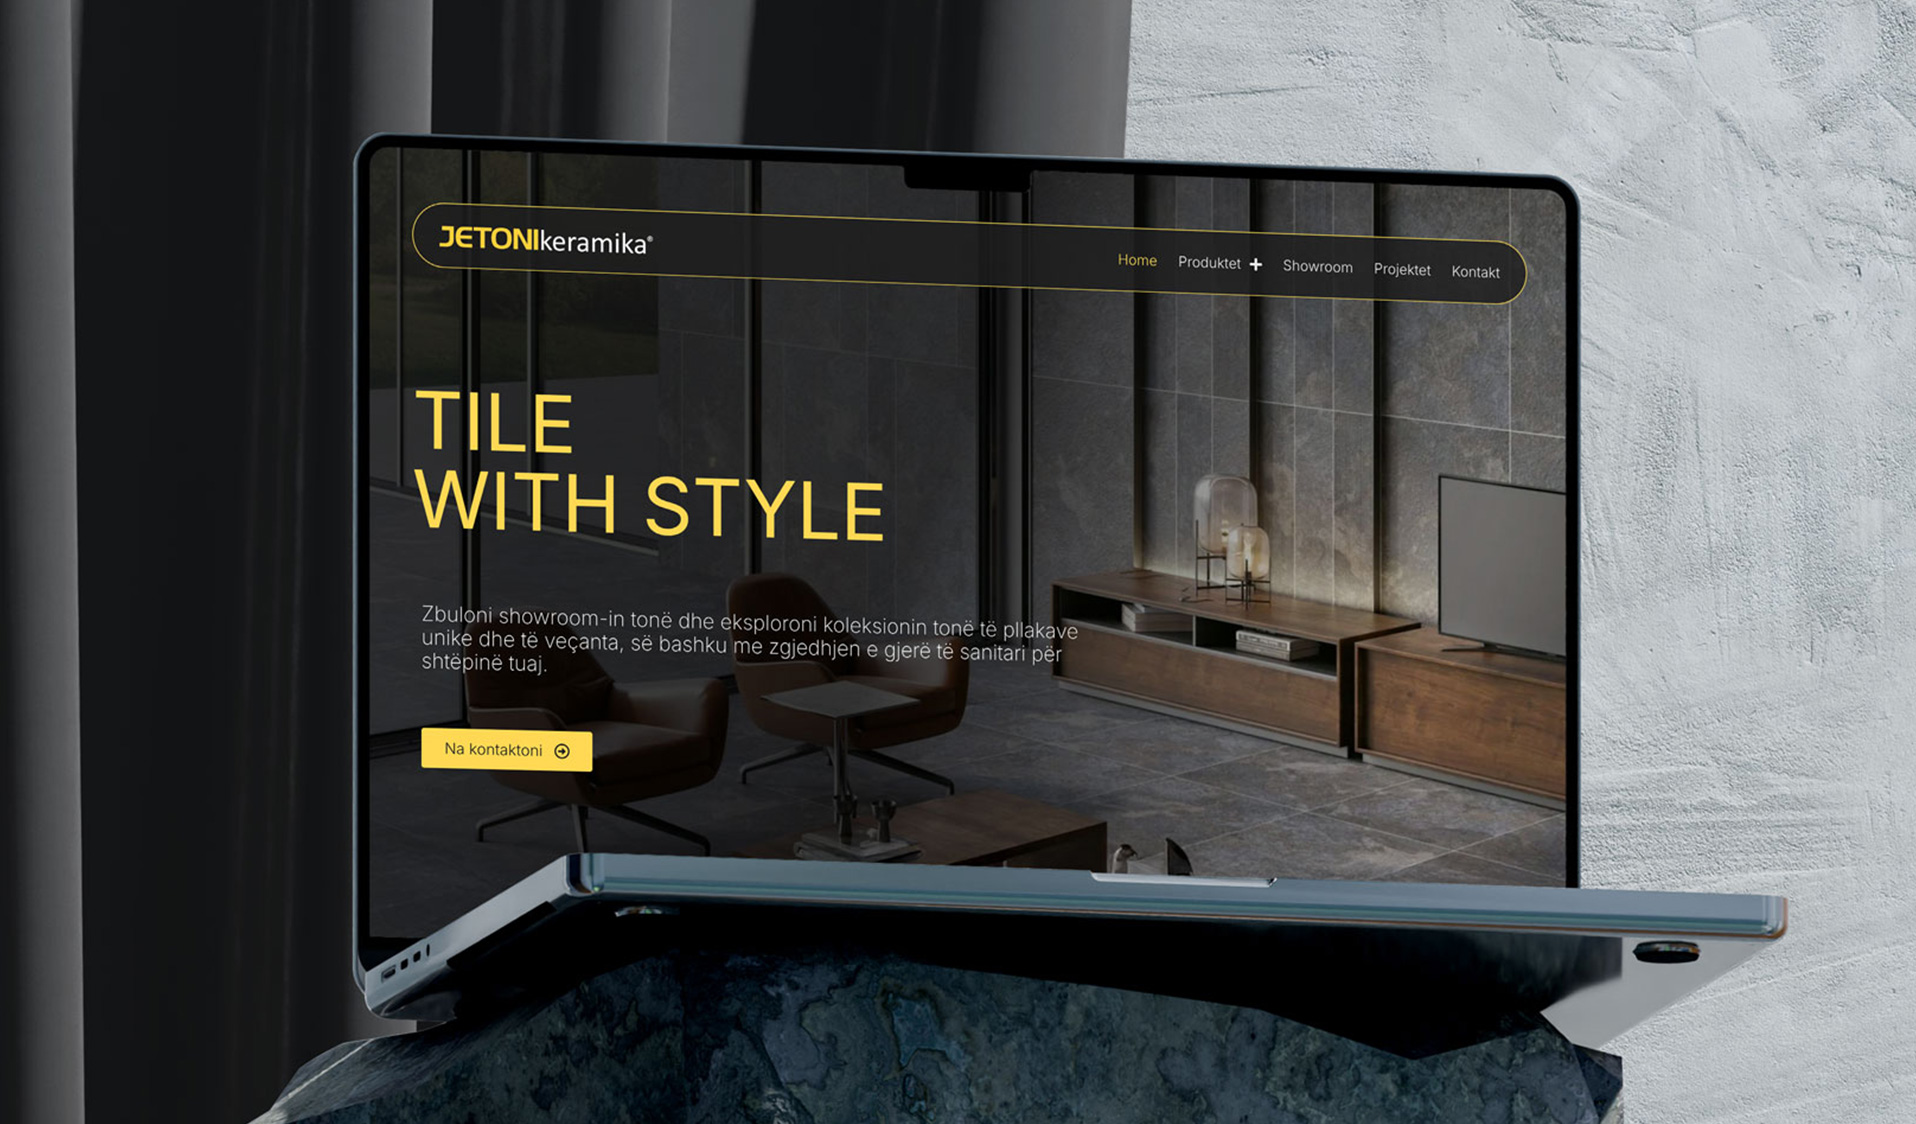 JETONIkeramika®
Home Produktet + Showroom Projektet Kontakt
TILE
WITH STYLE
Zbuloni showroom-in tonë dhe eksploroni koleksionin tonë të pllakave
unike dhe të veçanta, së bashku me zgjedhjen e gjerë të sanitari për
shtëpinë tuaj.
Na kontaktoni